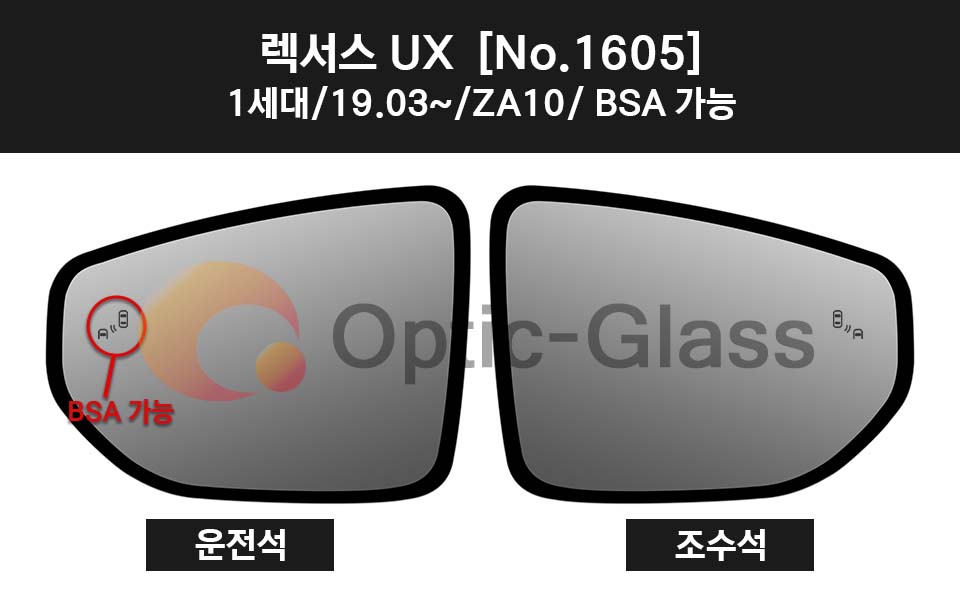 렉서스 UX [No.1605]
1세대/19.03~/ZA10/ BSA 가능
Optic-Glass
BSA 가능
운전석
조수석